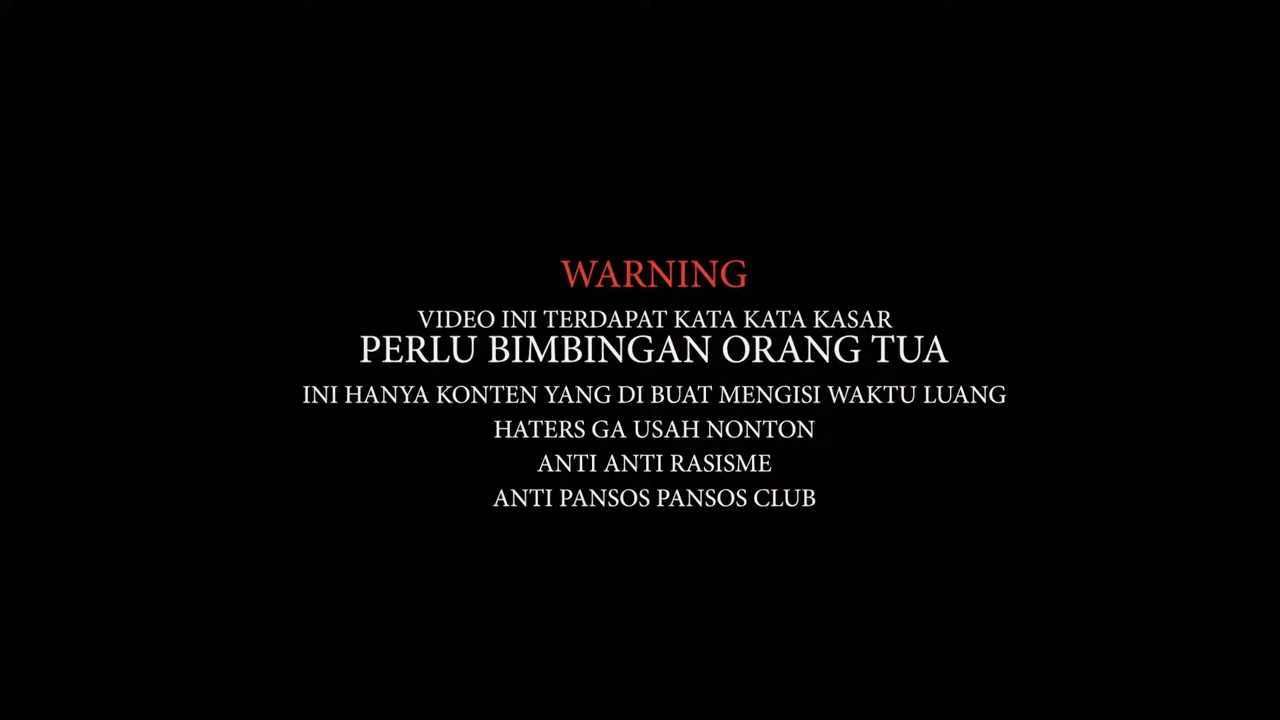 WARNING
VIDEO INI TERDAPAT KATA KATA KASAR
PERLU BIMBINGAN ORANG TUA
INI HANYA KONTEN YANG DI BUAT MENGISI WAKTU LUANG
HATERS GA USAH NONTON
ANTI ANTI RASISME
ANTI PANSOS PANSOS CLUB